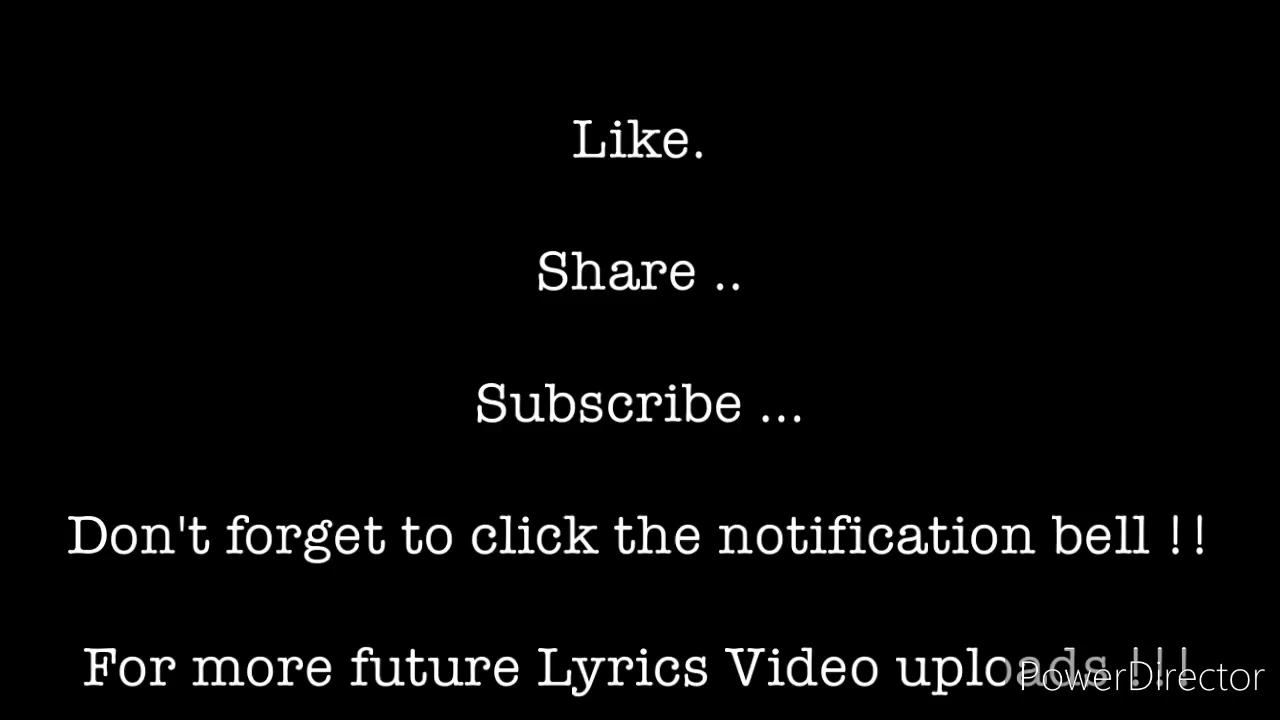 Like.
Share ..
Subscribe ...
Don't forget to click the notification bell !!
For more future Lyrics Video uploads !!!
PowerDirector